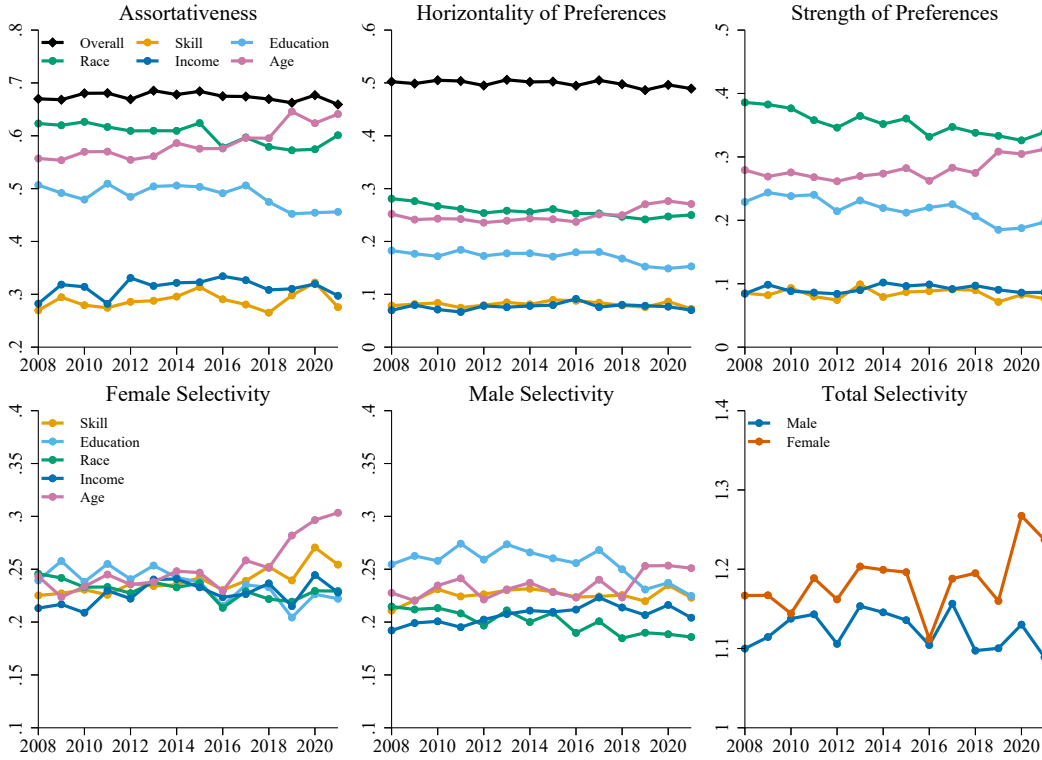 Assortativeness
.8
.7
.6
.5
.4
.3
.2
Overall Skill Education
Race Income Age
2008 2010 2012 2014 2016 2018 2020
Horizontality of Preferences
.6
.5
.4
.3
.2
.1
0
2008 2010 2012 2014 2016 2018 2020
Strength of Preferences
.5
.4
.3
.2
.1
0
2008 2010 2012 2014 2016 2018 2020
Female Selectivity
.4
.35
.3
.25
.2
.15
.1
Skill
Education
Race
Income
Age
2008 2010 2012 2014 2016 2018 2020
Male Selectivity
.4
.35
.3
.25
.2
.15
.1
2008 2010 2012 2014 2016 2018 2020
Total Selectivity
1.4
1.3
1.2
1.1
1
Male
Female
2008 2010 2012 2014 2016 2018 2020